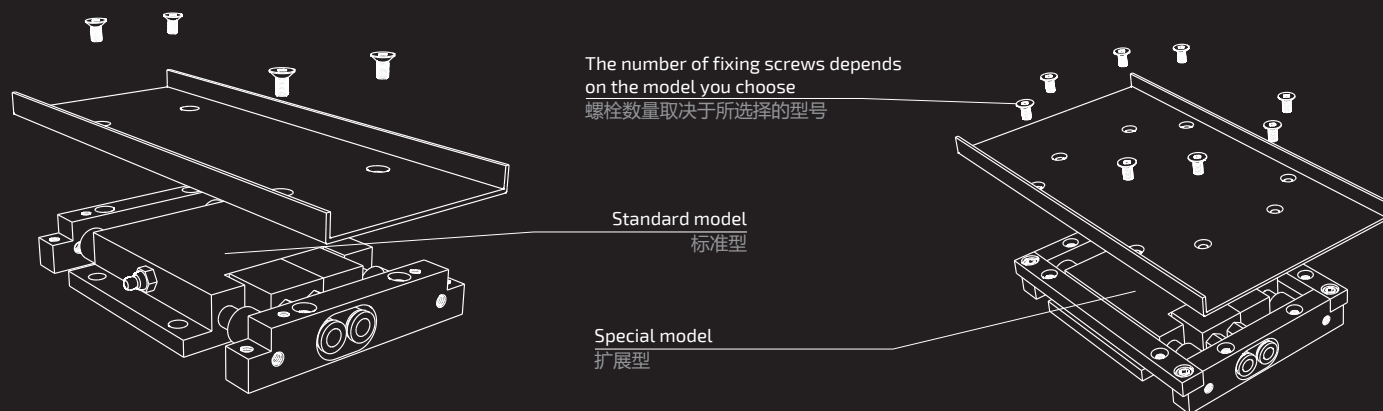 The number of fixing screws depends
on the model you choose
螺栓数量取决于所选择的型号
Standard model
标准型
Special model
扩展型